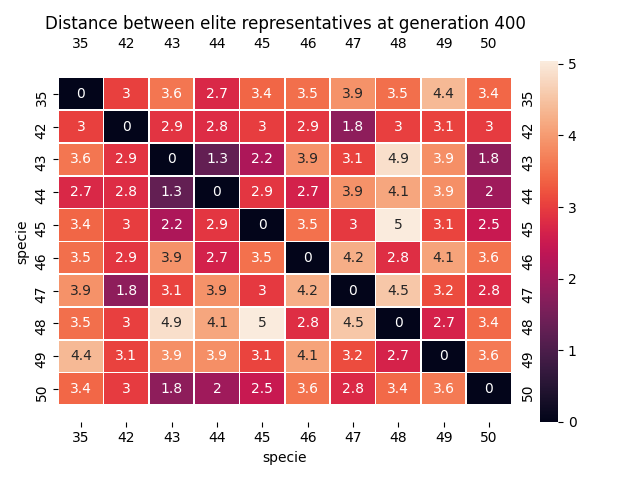 Distance between elite representatives at generation 400
35 42 43 44 45 46 47 48 49 50
35 0 3 3.6 2.7 3.4 3.5 3.9 3.5 4.4 3.4 35
42 3 0 2.9 2.8 3 2.9 1.8 3 3.1 3 42
43 3.6 2.9 0 1.3 2.2 3.9 3.1 4.9 3.9 1.8 43
44 2.7 2.8 1.3 0 2.9 2.7 3.9 4.1 3.9 2 44
45 3.4 3 2.2 2.9 0 3.5 3 5 3.1 2.5 45
46 3.5 2.9 3.9 2.7 3.5 0 4.2 2.8 4.1 3.6 46
47 3.9 1.8 3.1 3.9 3 4.2 0 4.5 3.2 2.8 47
48 3.5 3 4.9 4.1 5 2.8 4.5 0 2.7 3.4 48
49 4.4 3.1 3.9 3.9 3.1 4.1 3.2 2.7 0 3.6 49
50 3.4 3 1.8 2 2.5 3.6 2.8 3.4 3.6 0 50
35 42 43 44 45 46 47 48 49 50
specie
specie
5
4
3
2
1
0